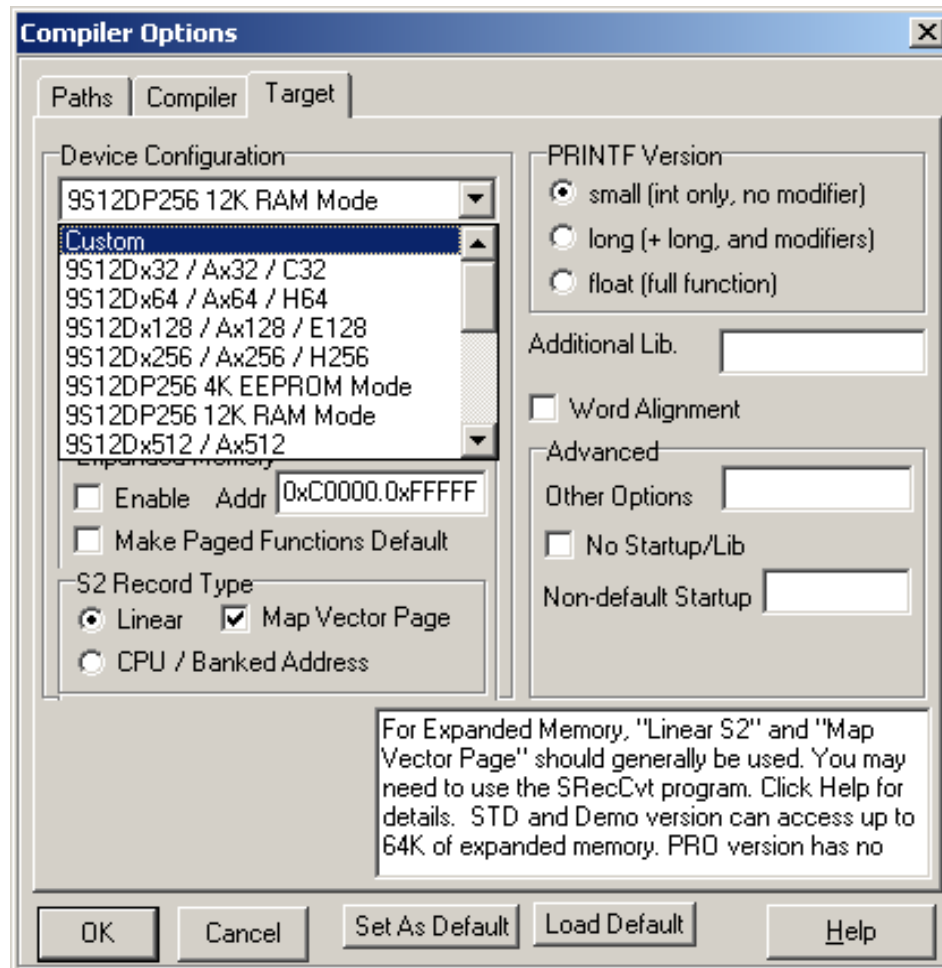 Compiler Options
Paths
Compiler
Target
Device Configuration
9S12DP256 12K RAM Mode
Custom
9S12Dx32 / Ax32 / C32
9S12Dx64 / Ax64 / H64
9S12Dx128 / Ax128 / E128
9S12Dx256 / Ax256 / H256
9S12DP256 4K EEPROM Mode
9S12DP256 12K RAM Mode
9S12Dx512 / Ax512
Expanded Memory
Enable Addr 0xC0000.0xFFFFF
Make Paged Functions Default
S2 Record Type
Linear Map Vector Page
CPU / Banked Address
PRINTF Version
small (int only, no modifier)
long (+ long, and modifiers)
float (full function)
Additional Lib.
Word Alignment
Advanced
Other Options
No Startup/Lib
Non-default Startup
For Expanded Memory, "Linear S2" and "Map
Vector Page" should generally be used. You may
need to use the SRecCvt program. Click Help for
details.  STD and Demo version can access up to
64K of expanded memory. PRO version has no
OK
Cancel
Set As Default
Load Default
Help